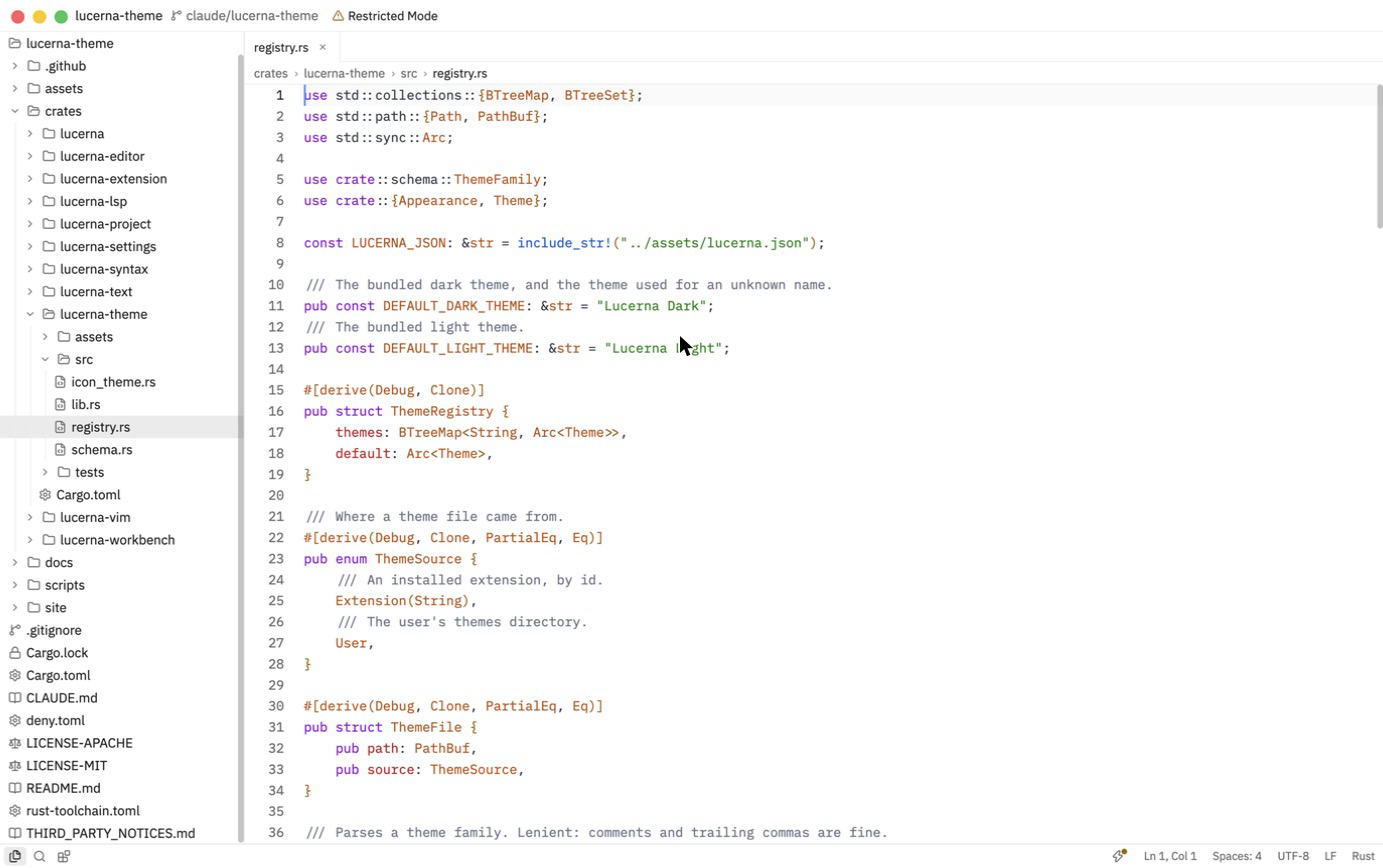 lucerna-theme claude/lucerna-theme Restricted Mode
lucerna-theme
.github
assets
crates
lucerna
lucerna-editor
lucerna-extension
lucerna-lsp
lucerna-project
lucerna-settings
lucerna-syntax
lucerna-text
lucerna-theme
assets
src
icon_theme.rs
lib.rs
registry.rs
schema.rs
tests
Cargo.toml
lucerna-vim
lucerna-workbench
docs
scripts
site
.gitignore
Cargo.lock
Cargo.toml
CLAUDE.md
deny.toml
LICENSE-APACHE
LICENSE-MIT
README.md
rust-toolchain.toml
THIRD_PARTY_NOTICES.md
registry.rs ×
crates › lucerna-theme › src › registry.rs
1 use std::collections::{BTreeMap, BTreeSet};
2 use std::path::{Path, PathBuf};
3 use std::sync::Arc;
4
5 use crate::schema::ThemeFamily;
6 use crate::{Appearance, Theme};
7
8 const LUCERNA_JSON: &str = include_str!("../assets/lucerna.json");
9
10 /// The bundled dark theme, and the theme used for an unknown name.
11 pub const DEFAULT_DARK_THEME: &str = "Lucerna Dark";
12 /// The bundled light theme.
13 pub const DEFAULT_LIGHT_THEME: &str = "Lucerna Light";
14
15 #[derive(Debug, Clone)]
16 pub struct ThemeRegistry {
17     themes: BTreeMap<String, Arc<Theme>>,
18     default: Arc<Theme>,
19 }
20
21 /// Where a theme file came from.
22 #[derive(Debug, Clone, PartialEq, Eq)]
23 pub enum ThemeSource {
24     /// An installed extension, by id.
25     Extension(String),
26     /// The user's themes directory.
27     User,
28 }
29
30 #[derive(Debug, Clone, PartialEq, Eq)]
31 pub struct ThemeFile {
32     pub path: PathBuf,
33     pub source: ThemeSource,
34 }
35
36 /// Parses a theme family. Lenient: comments and trailing commas are fine.
Ln 1, Col 1 Spaces: 4 UTF-8 LF Rust